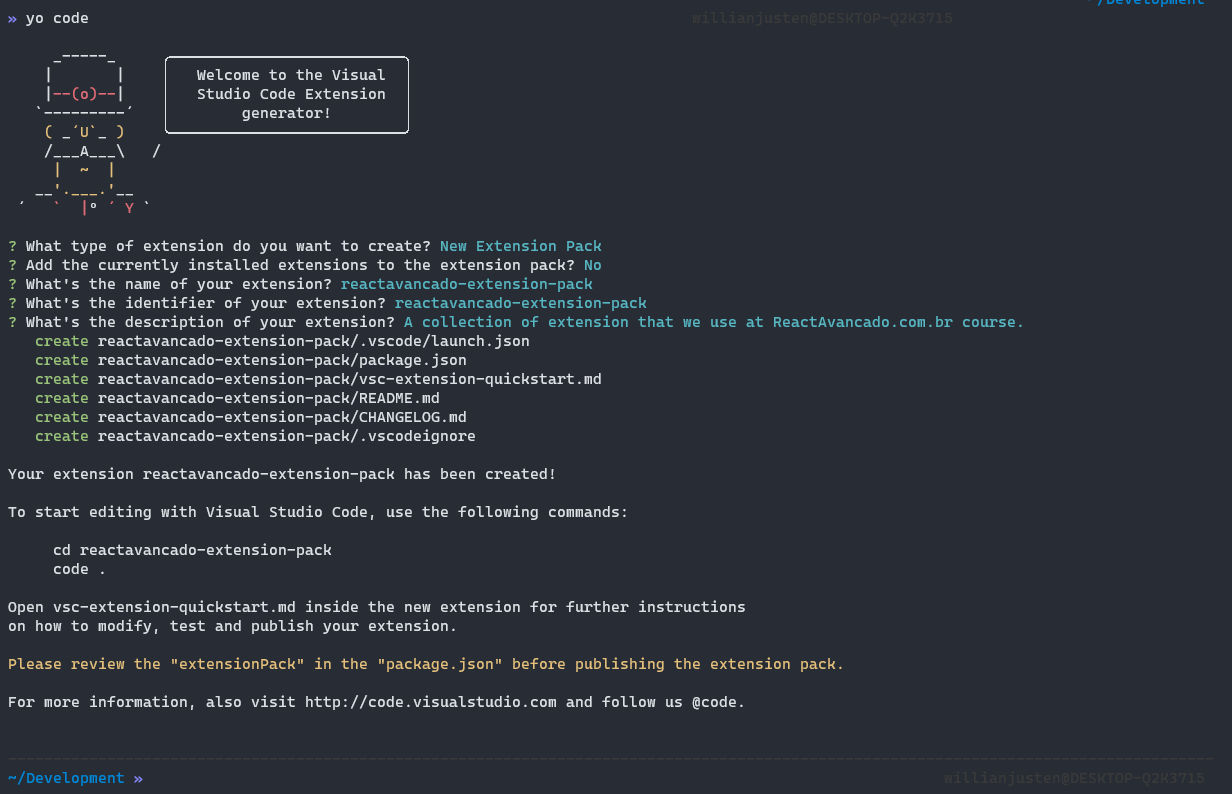 ~/Development
» yo code willianjusten@DESKTOP-Q2K3715
     _-----_
    |       |
    |--(o)--|
   `---------´
    ( _´U`_ )
    /___A___\   /
     |  ~  |
   __'.___.'__
 ´   `  |° ´ Y `
Welcome to the Visual
Studio Code Extension
generator!
? What type of extension do you want to create? New Extension Pack
? Add the currently installed extensions to the extension pack? No
? What's the name of your extension? reactavancado-extension-pack
? What's the identifier of your extension? reactavancado-extension-pack
? What's the description of your extension? A collection of extension that we use at ReactAvancado.com.br course.
   create reactavancado-extension-pack/.vscode/launch.json
   create reactavancado-extension-pack/package.json
   create reactavancado-extension-pack/vsc-extension-quickstart.md
   create reactavancado-extension-pack/README.md
   create reactavancado-extension-pack/CHANGELOG.md
   create reactavancado-extension-pack/.vscodeignore
Your extension reactavancado-extension-pack has been created!
To start editing with Visual Studio Code, use the following commands:
     cd reactavancado-extension-pack
     code .
Open vsc-extension-quickstart.md inside the new extension for further instructions
on how to modify, test and publish your extension.
Please review the "extensionPack" in the "package.json" before publishing the extension pack.
For more information, also visit http://code.visualstudio.com and follow us @code.
~/Development » willianjusten@DESKTOP-Q2K3715